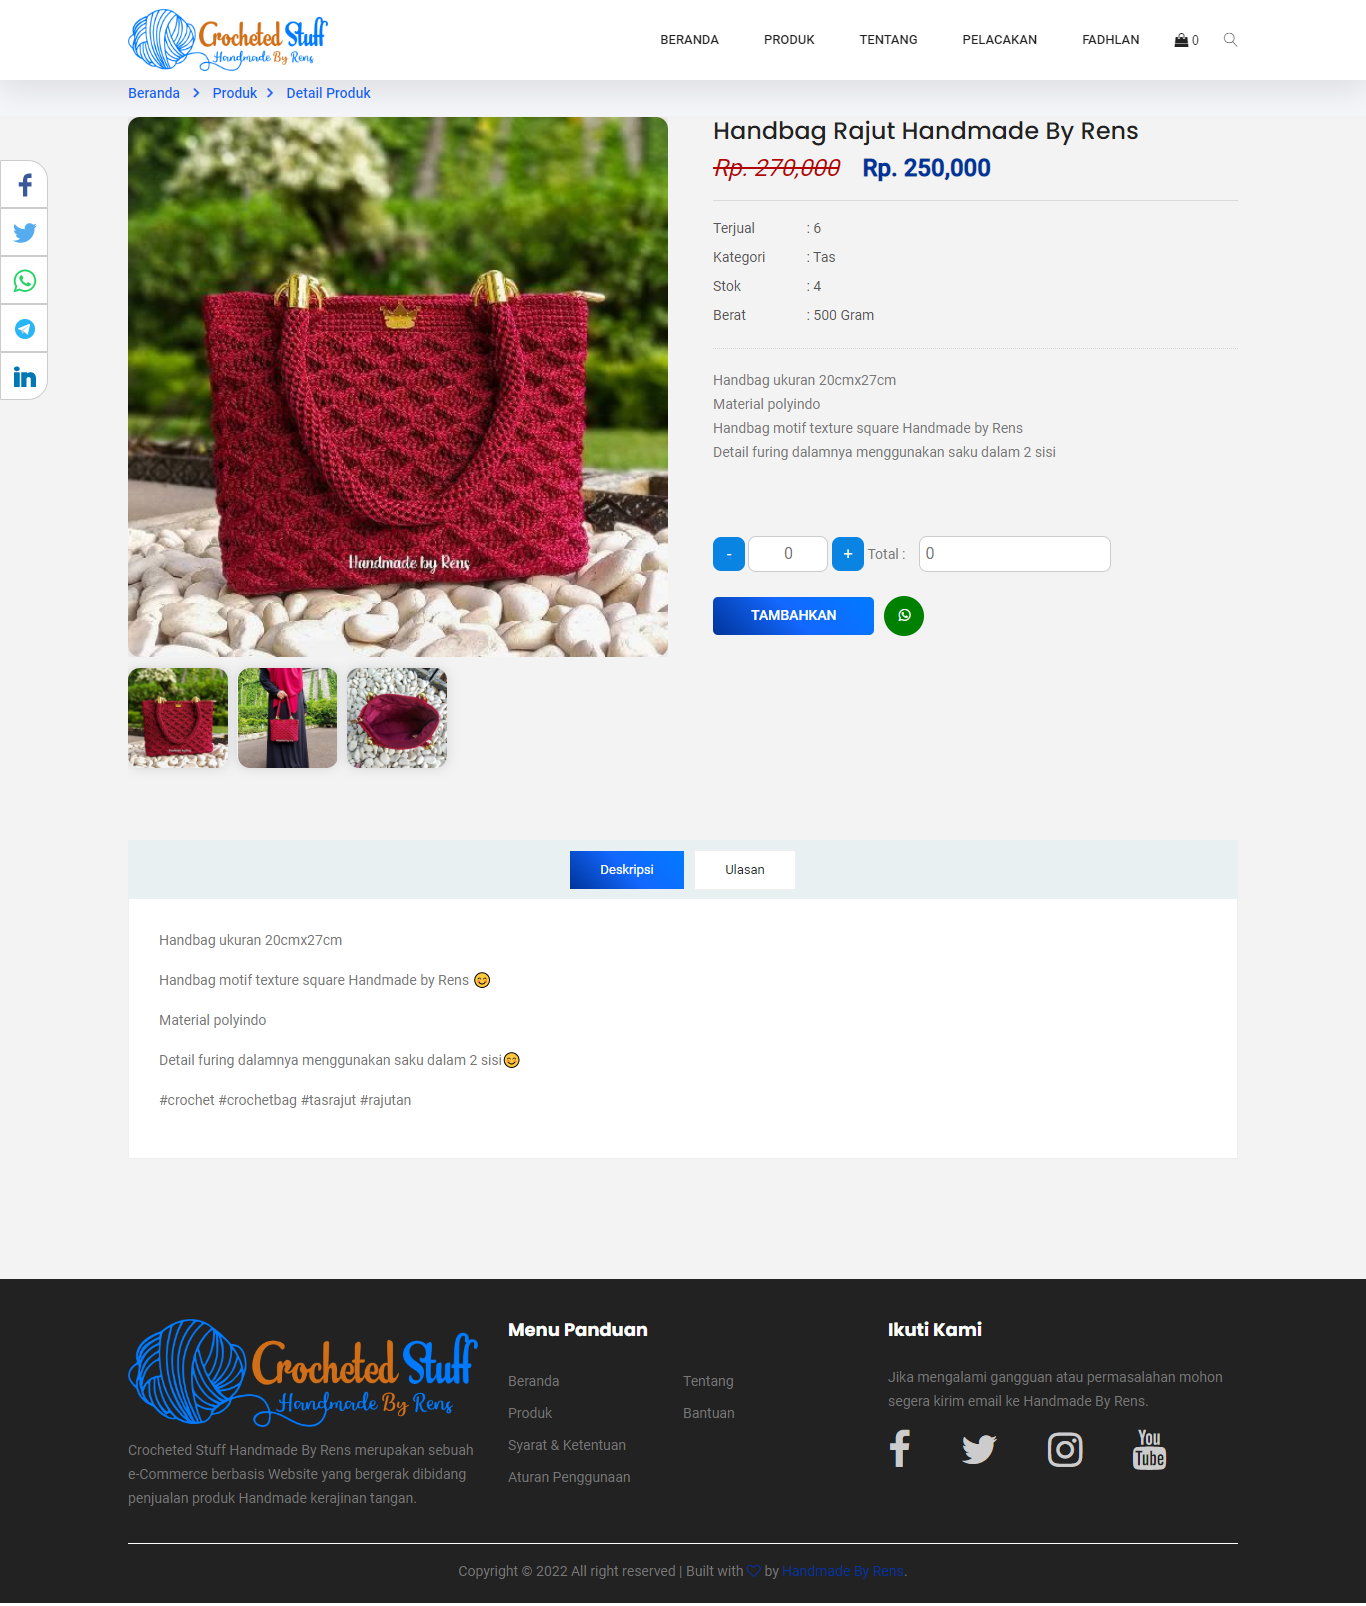 Crocheted Stuff
Handmade By Rens
BERANDA PRODUK TENTANG PELACAKAN FADHLAN 0
Beranda Produk Detail Produk
Handbag Rajut Handmade By Rens
Rp. 270,000 Rp. 250,000
Terjual : 6
Kategori : Tas
Stok : 4
Berat : 500 Gram
Handbag ukuran 20cmx27cm
Material polyindo
Handbag motif texture square Handmade by Rens
Detail furing dalamnya menggunakan saku dalam 2 sisi
- 0 + Total : 0
TAMBAHKAN
Handmade by Rens
Deskripsi Ulasan
Handbag ukuran 20cmx27cm
Handbag motif texture square Handmade by Rens 😊
Material polyindo
Detail furing dalamnya menggunakan saku dalam 2 sisi😊
#crochet #crochetbag #tasrajut #rajutan
Crocheted Stuff
Handmade By Rens
Crocheted Stuff Handmade By Rens merupakan sebuah
e-Commerce berbasis Website yang bergerak dibidang
penjualan produk Handmade kerajinan tangan.
Menu Panduan
Beranda Tentang
Produk Bantuan
Syarat & Ketentuan
Aturan Penggunaan
Ikuti Kami
Jika mengalami gangguan atau permasalahan mohon
segera kirim email ke Handmade By Rens.
You
Tube
Copyright © 2022 All right reserved | Built with ♡ by Handmade By Rens.